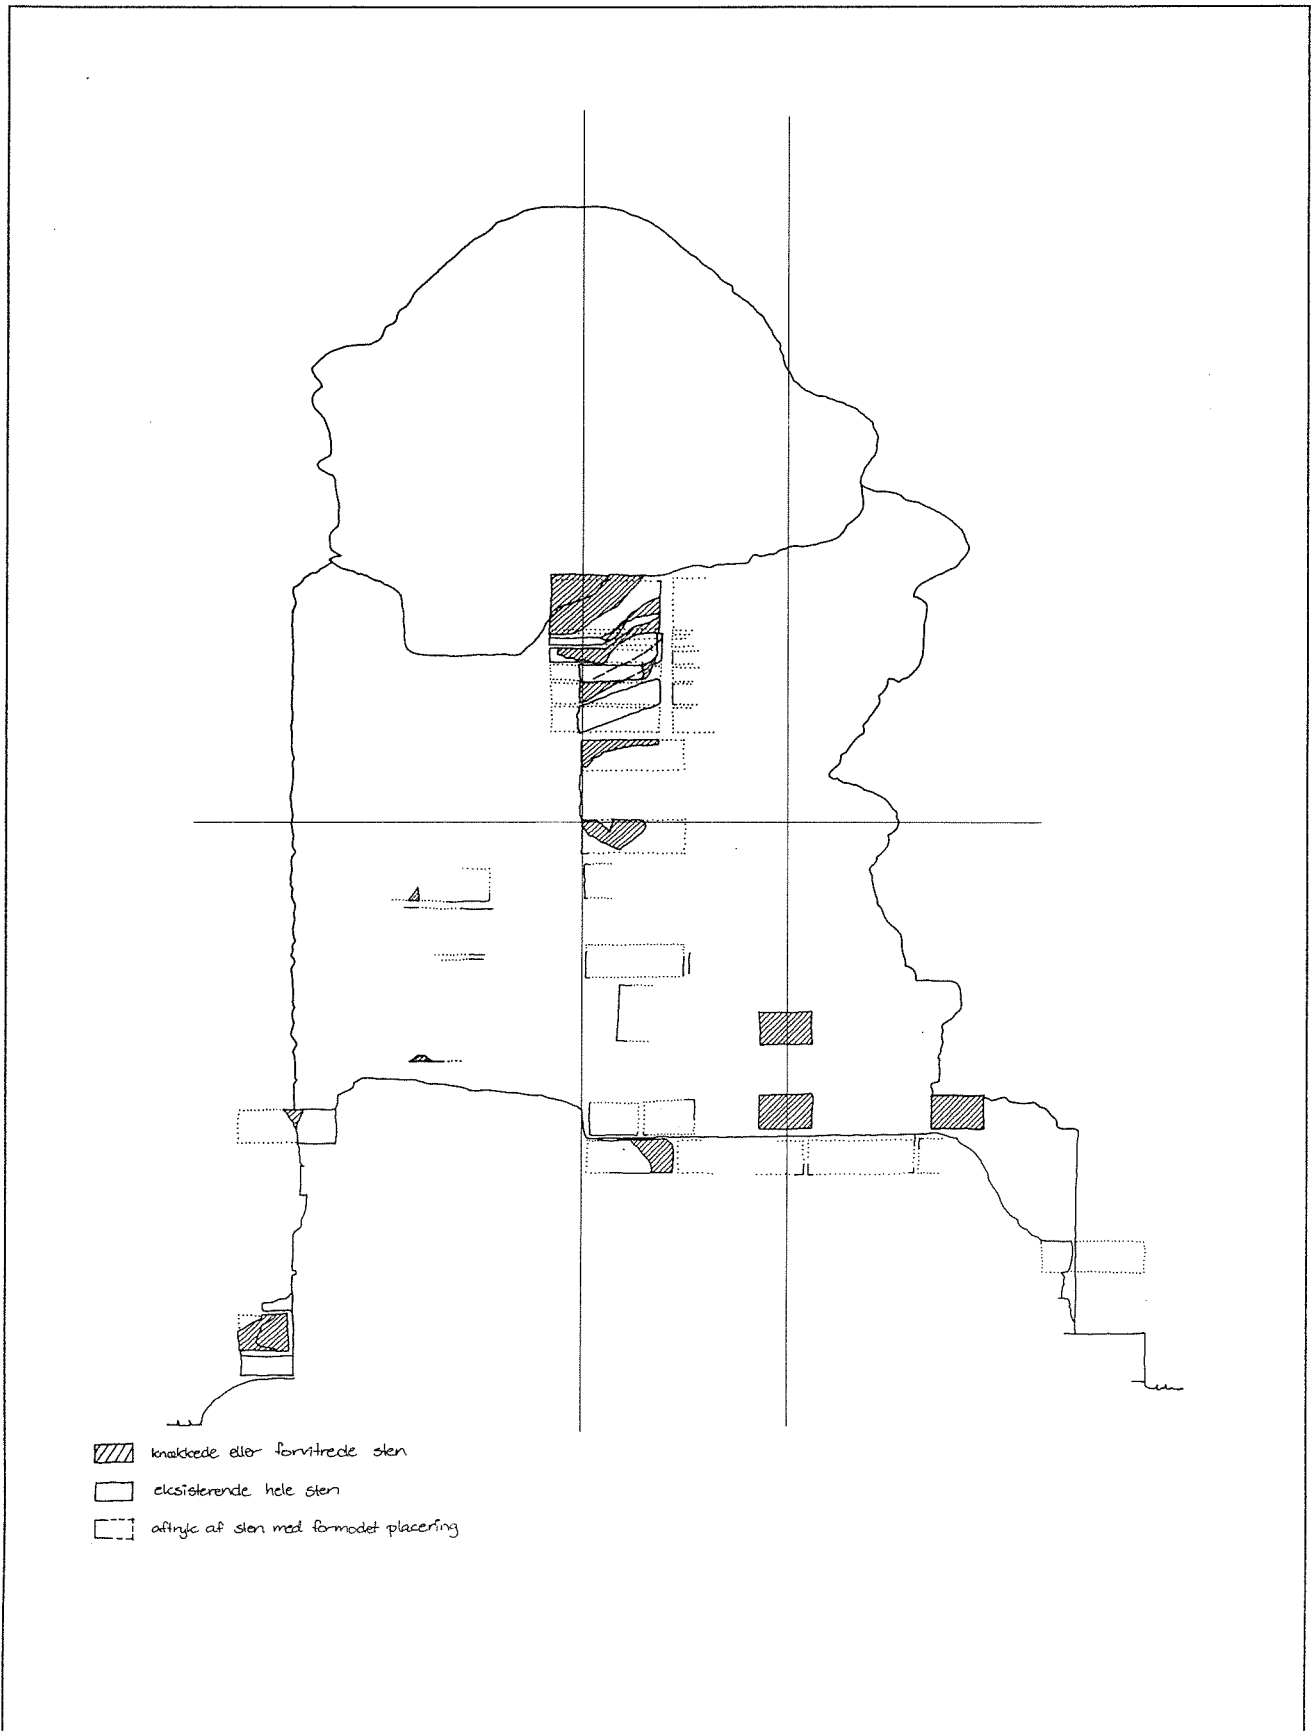 knækkede eller forvitrede sten
eksisterende hele sten
aftryk af sten med formodet placering